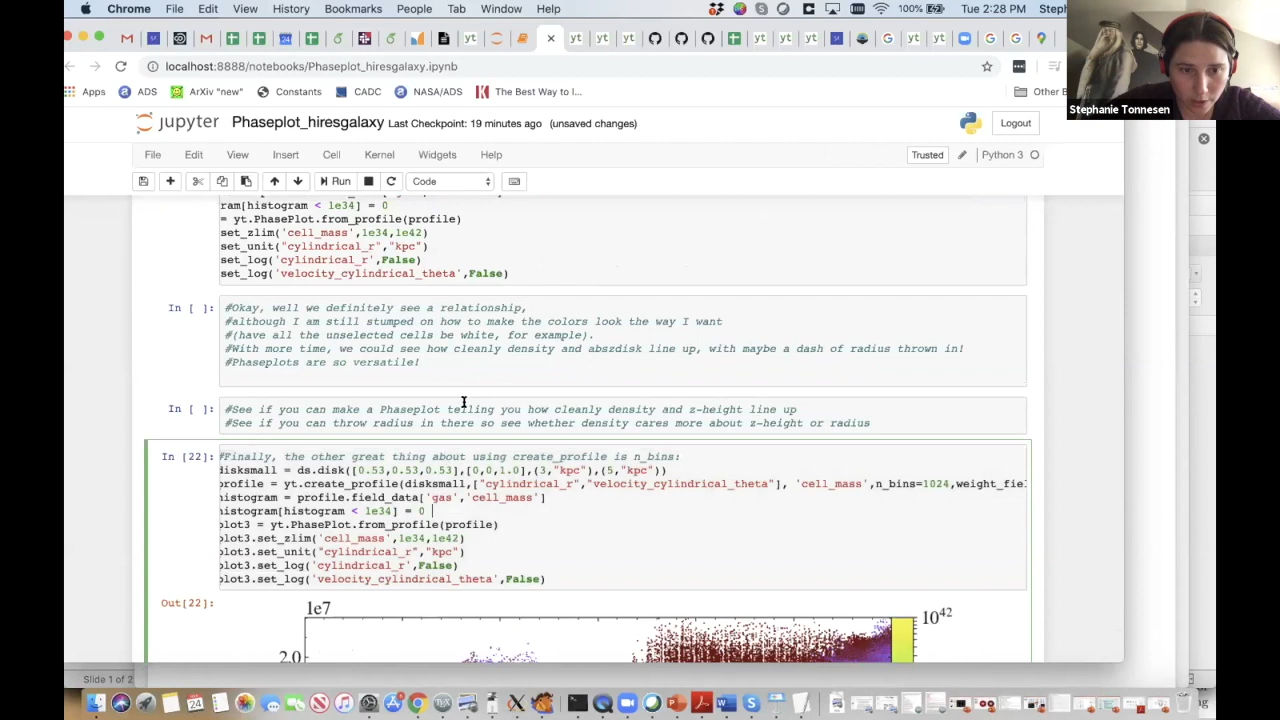 Chrome File Edit View History Bookmarks People Tab Window Help 100% Tue 2:28 PM Steph
localhost:8888/notebooks/Phaseplot_hiresgalaxy.ipynb
Apps ADS ArXiv "new" Constants CADC NASA/ADS The Best Way to I... Other B
Stephanie Tonnesen
jupyter Phaseplot_hiresgalaxy Last Checkpoint: 19 minutes ago (unsaved changes) Logout
File Edit View Insert Cell Kernel Widgets Help Trusted Python 3
Run Code
ram[histogram < 1e34] = 0
= yt.PhasePlot.from_profile(profile)
set_zlim('cell_mass',1e34,1e42)
set_unit("cylindrical_r","kpc")
set_log('cylindrical_r',False)
set_log('velocity_cylindrical_theta',False)
In [ ]: #Okay, well we definitely see a relationship,
#although I am still stumped on how to make the colors look the way I want
#(have all the unselected cells be white, for example).
#With more time, we could see how cleanly density and abszdisk line up, with maybe a dash of radius thrown in!
#Phaseplots are so versatile!
In [ ]: #See if you can make a Phaseplot telling you how cleanly density and z-height line up
#See if you can throw radius in there so see whether density cares more about z-height or radius
In [22]: #Finally, the other great thing about using create_profile is n_bins:
disksmall = ds.disk([0.53,0.53,0.53],[0,0,1.0],(3,"kpc"),(5,"kpc"))
profile = yt.create_profile(disksmall,["cylindrical_r","velocity_cylindrical_theta"], 'cell_mass',n_bins=1024,weight_fiel
histogram = profile.field_data['gas','cell_mass']
histogram[histogram < 1e34] = 0
plot3 = yt.PhasePlot.from_profile(profile)
plot3.set_zlim('cell_mass',1e34,1e42)
plot3.set_unit("cylindrical_r","kpc")
plot3.set_log('cylindrical_r',False)
plot3.set_log('velocity_cylindrical_theta',False)
Out[22]:
1e7
10^42
2.0
Slide 1 of 2